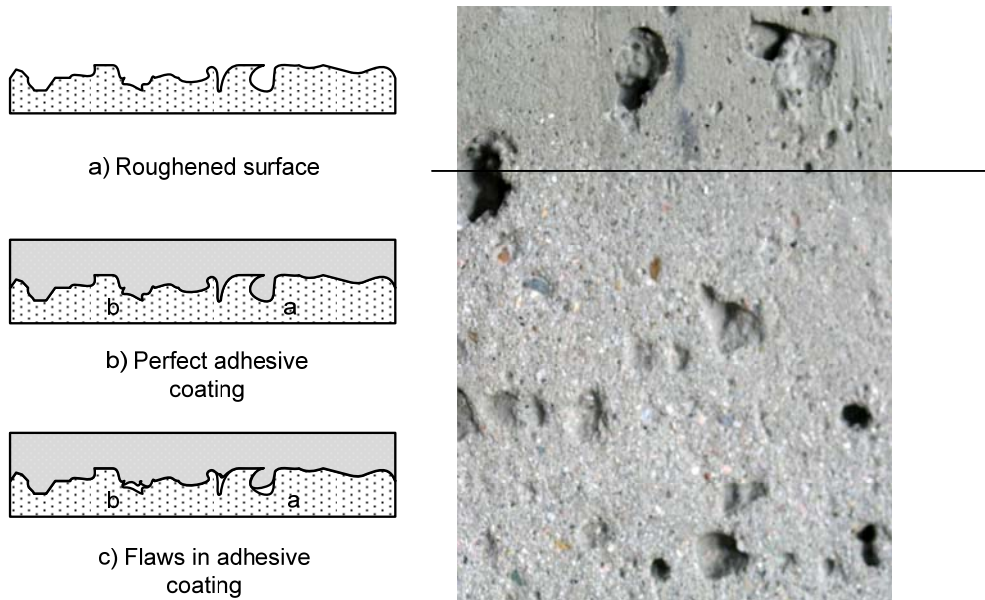 a) Roughened surface
b
a
b) Perfect adhesive
coating
b
a
c) Flaws in adhesive
coating